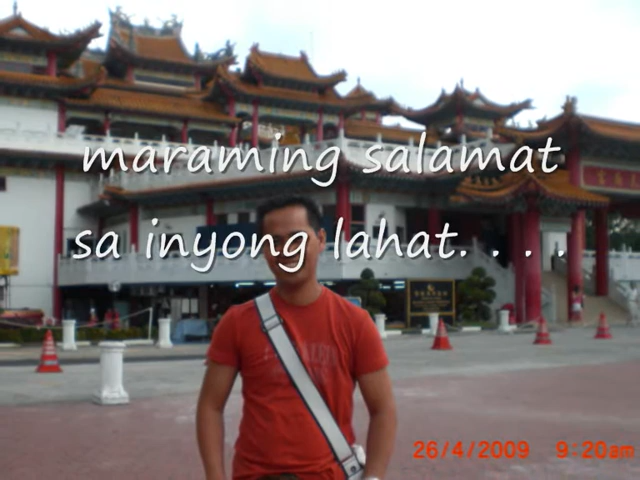 maraming salamat
sa inyong lahat. . . .
26/4/2009 9:20am